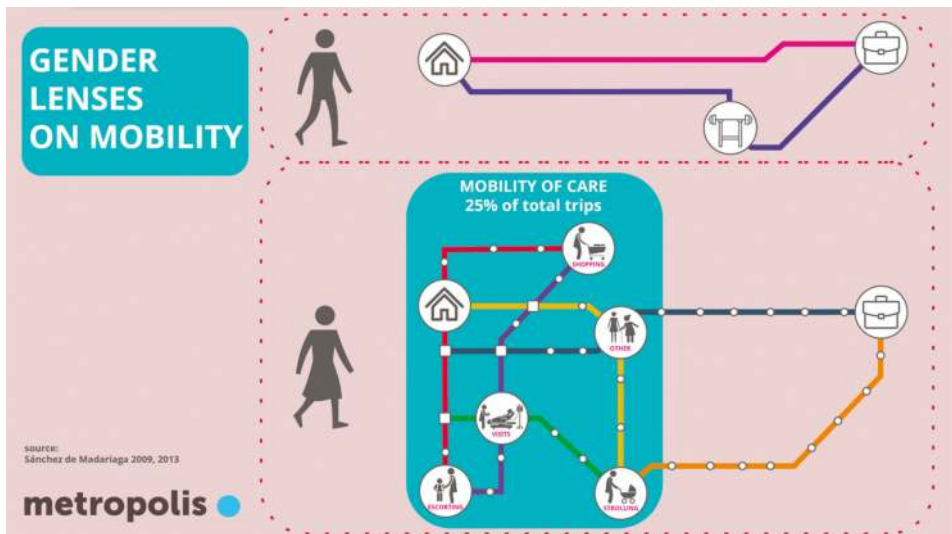 GENDER
LENSES
ON MOBILITY
MOBILITY OF CARE
25% of total trips
SHOPPING
OTHER
VISITS
ESCORTING
STROLLING
source:
Sánchez de Madariaga 2009, 2013
metropolis